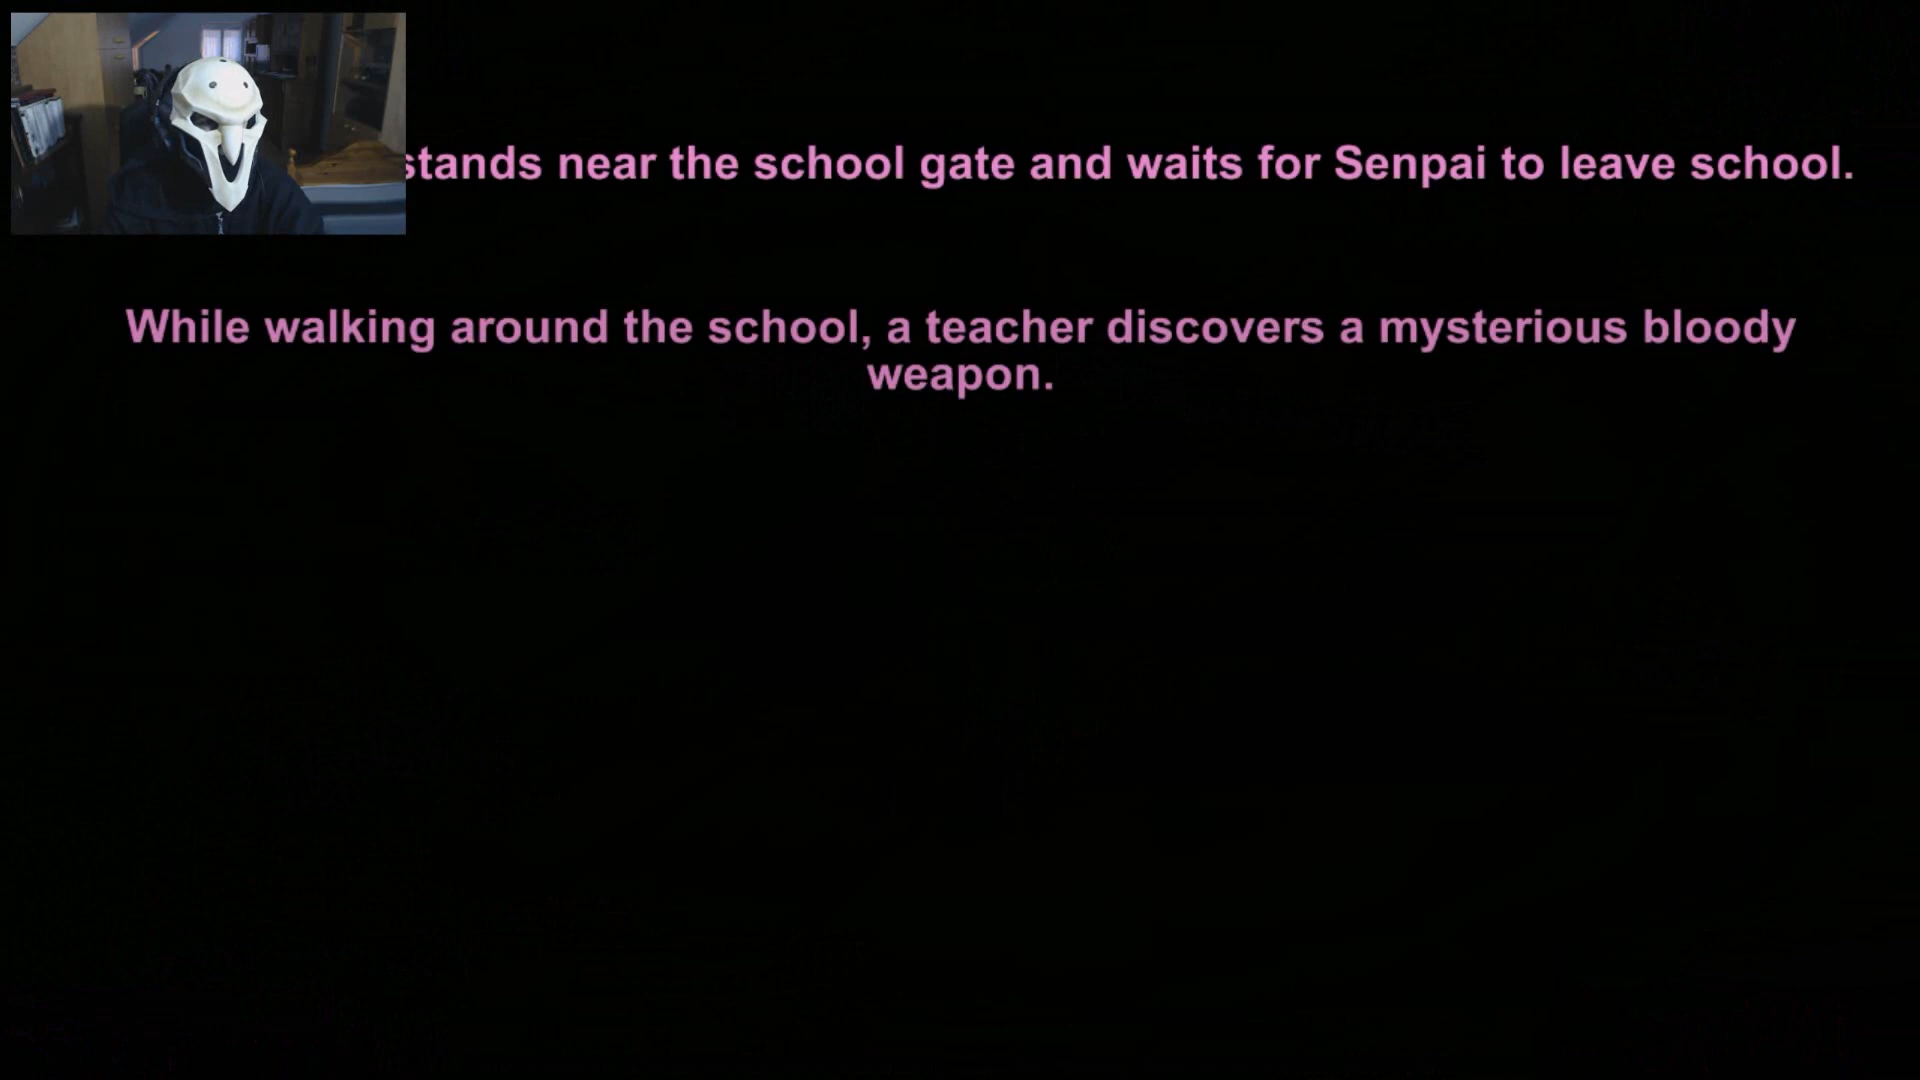 stands near the school gate and waits for Senpai to leave school.
While walking around the school, a teacher discovers a mysterious bloody
weapon.